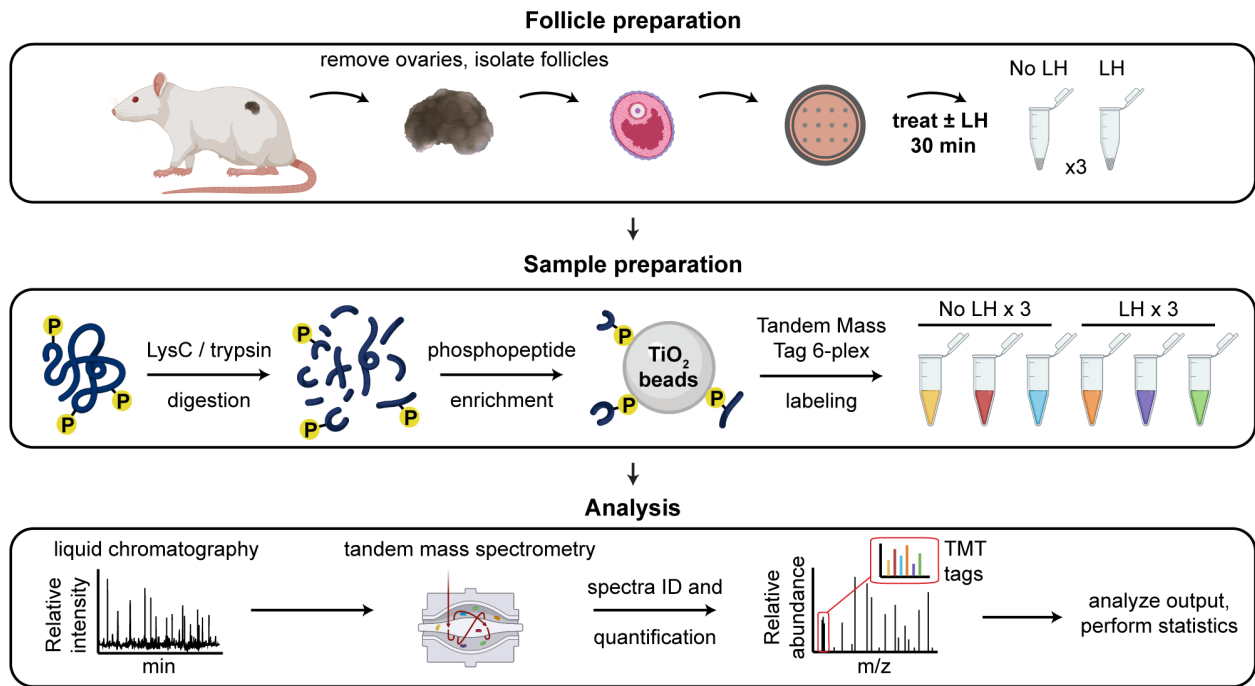 Follicle preparation
remove ovaries, isolate follicles
treat ± LH
30 min
No LH
LH
x3
Sample preparation
P
P
P
LysC / trypsin
digestion
P
P
P
phosphopeptide
enrichment
P
P
P
TiO₂
beads
Tandem Mass
Tag 6-plex
labeling
No LH x 3
LH x 3
Analysis
liquid chromatography
Relative
intensity
min
tandem mass spectrometry
spectra ID and
quantification
Relative
abundance
m/z
TMT
tags
analyze output,
perform statistics